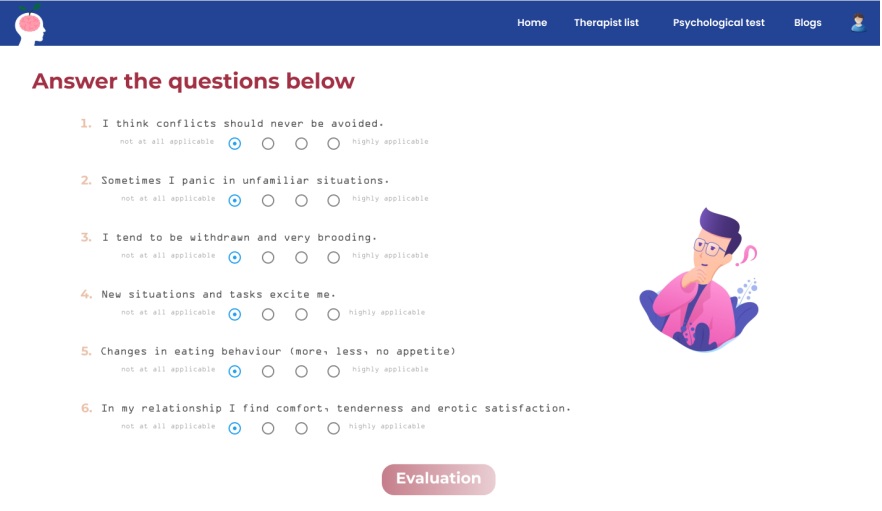 Home Therapist list Psychological test Blogs
Answer the questions below
1. I think conflicts should never be avoided.
not at all applicable highly applicable
2. Sometimes I panic in unfamiliar situations.
not at all applicable highly applicable
3. I tend to be withdrawn and very brooding.
not at all applicable highly applicable
4. New situations and tasks excite me.
not at all applicable highly applicable
5. Changes in eating behaviour (more, less, no appetite)
not at all applicable highly applicable
6. In my relationship I find comfort, tenderness and erotic satisfaction.
not at all applicable highly applicable
Evaluation